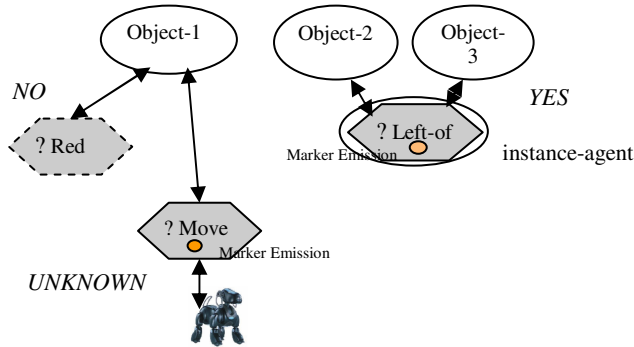 Object-1
Object-2
Object-
3
NO
YES
? Red
? Left-of
Marker Emission
instance-agent
? Move
Marker Emission
UNKNOWN